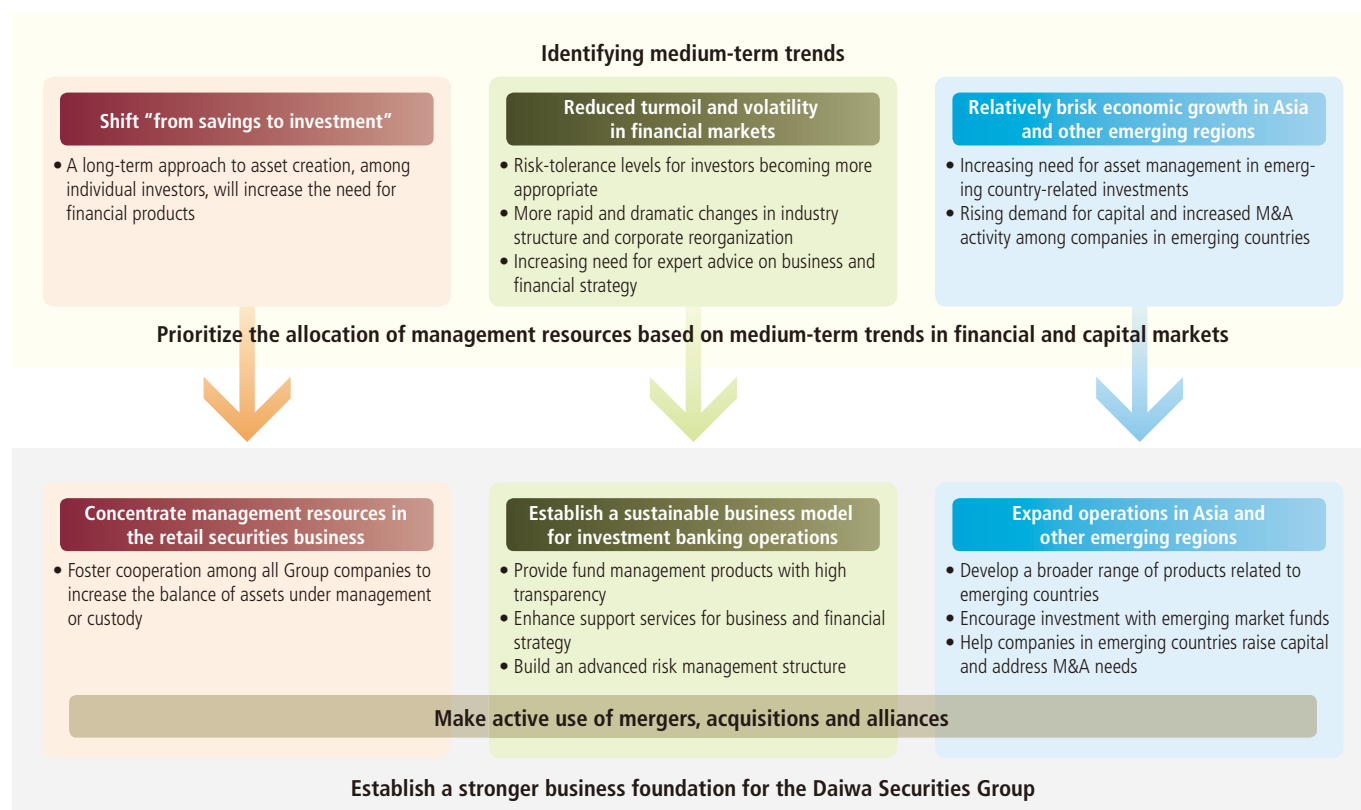 Identifying medium-term trends
Shift “from savings to investment”
• A long-term approach to asset creation, among
individual investors, will increase the need for
financial products
Reduced turmoil and volatility
in financial markets
• Risk-tolerance levels for investors becoming more
appropriate
• More rapid and dramatic changes in industry
structure and corporate reorganization
• Increasing need for expert advice on business and
financial strategy
Relatively brisk economic growth in Asia
and other emerging regions
• Increasing need for asset management in emerg-
ing country-related investments
• Rising demand for capital and increased M&A
activity among companies in emerging countries
Prioritize the allocation of management resources based on medium-term trends in financial and capital markets
Concentrate management resources in
the retail securities business
• Foster cooperation among all Group companies to
increase the balance of assets under management
or custody
Establish a sustainable business model
for investment banking operations
• Provide fund management products with high
transparency
• Enhance support services for business and financial
strategy
• Build an advanced risk management structure
Expand operations in Asia and
other emerging regions
• Develop a broader range of products related to
emerging countries
• Encourage investment with emerging market funds
• Help companies in emerging countries raise capital
and address M&A needs
Make active use of mergers, acquisitions and alliances
Establish a stronger business foundation for the Daiwa Securities Group